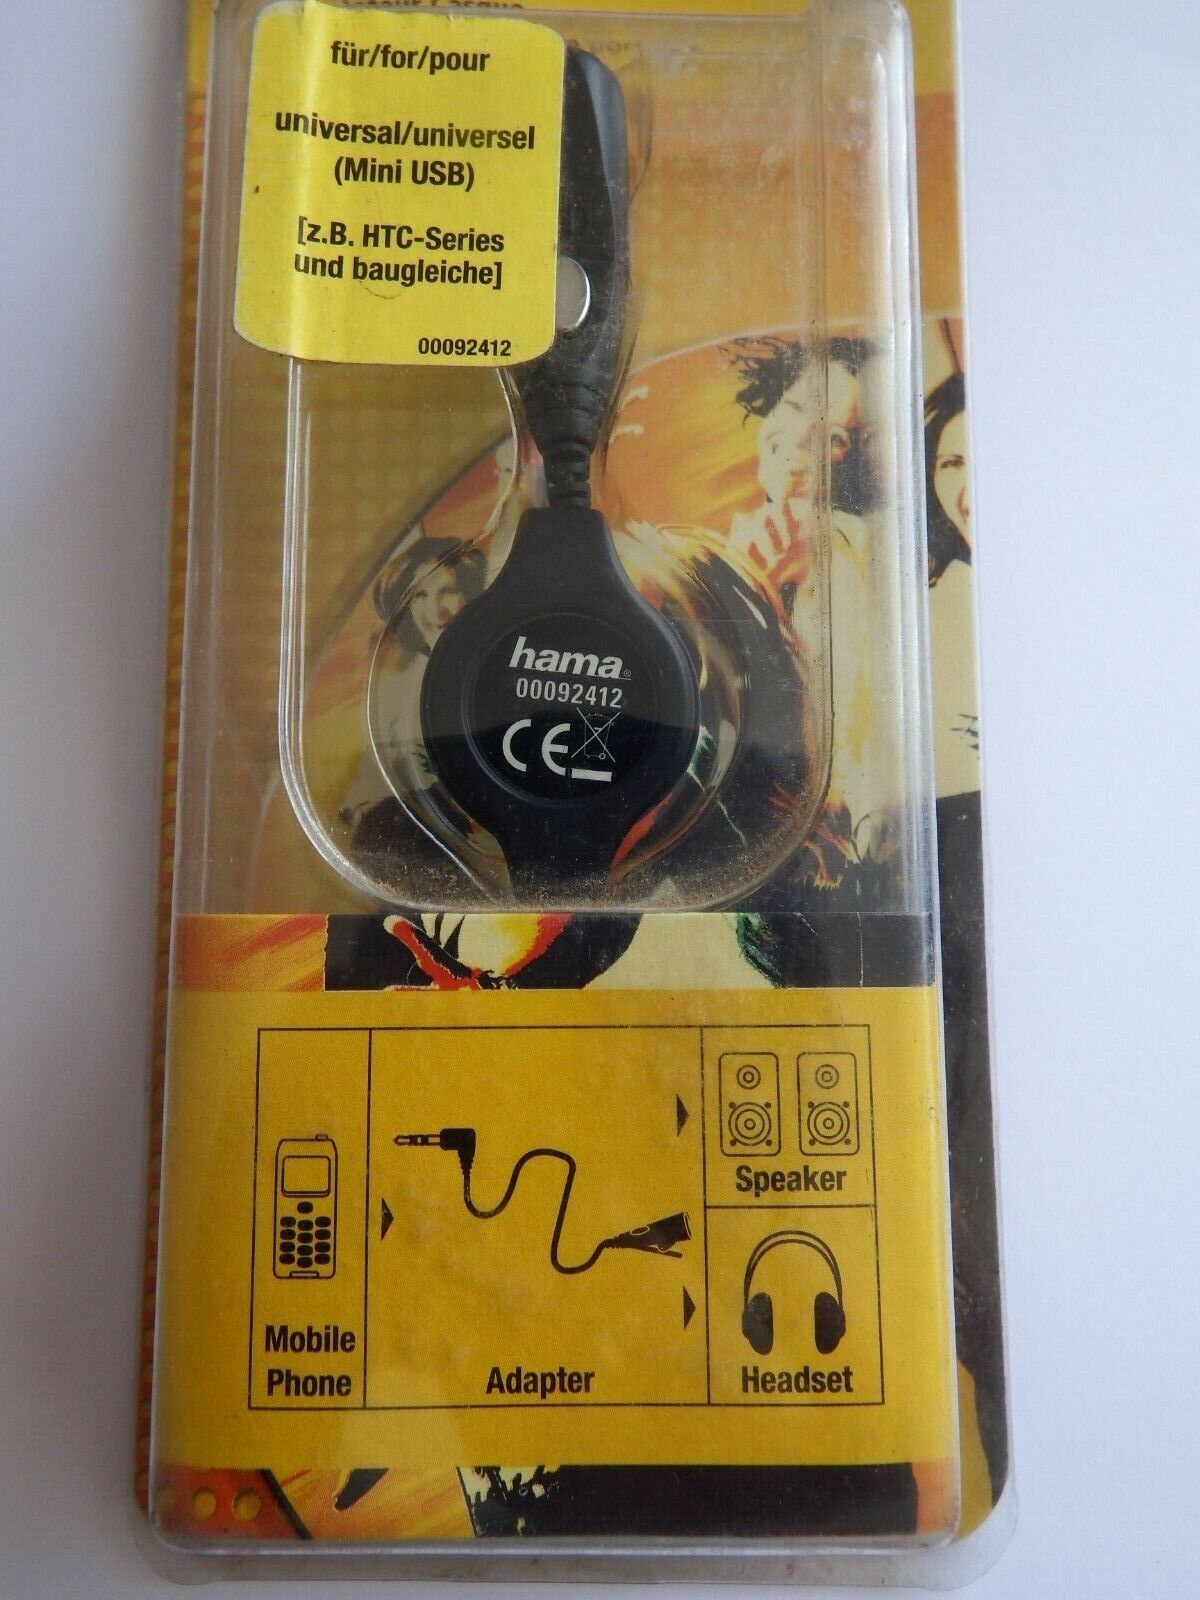 für/for/pour
universal/universel
(Mini USB)
[z.B. HTC-Series
und baugleiche]
00092412
hama®
00092412
CE
Speaker
Mobile
Phone
Adapter
Headset